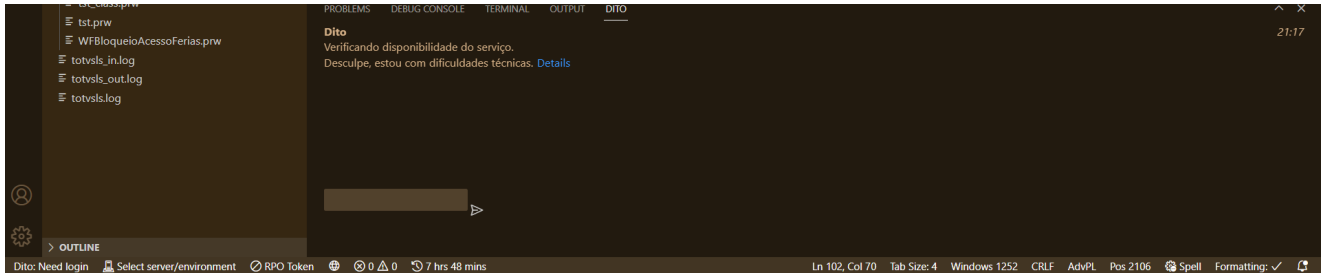 tst_class.prw
tst.prw
WFBloqueioAcessoFerias.prw
totvsls_in.log
totvsls_out.log
totvsls.log
OUTLINE
PROBLEMS DEBUG CONSOLE TERMINAL OUTPUT DITO
Dito 21:17
Verificando disponibilidade do serviço.
Desculpe, estou com dificuldades técnicas. Details
Dito: Need login Select server/environment RPO Token 0 0 7 hrs 48 mins Ln 102, Col 70 Tab Size: 4 Windows 1252 CRLF AdvPL Pos 2106 Spell Formatting: ✓